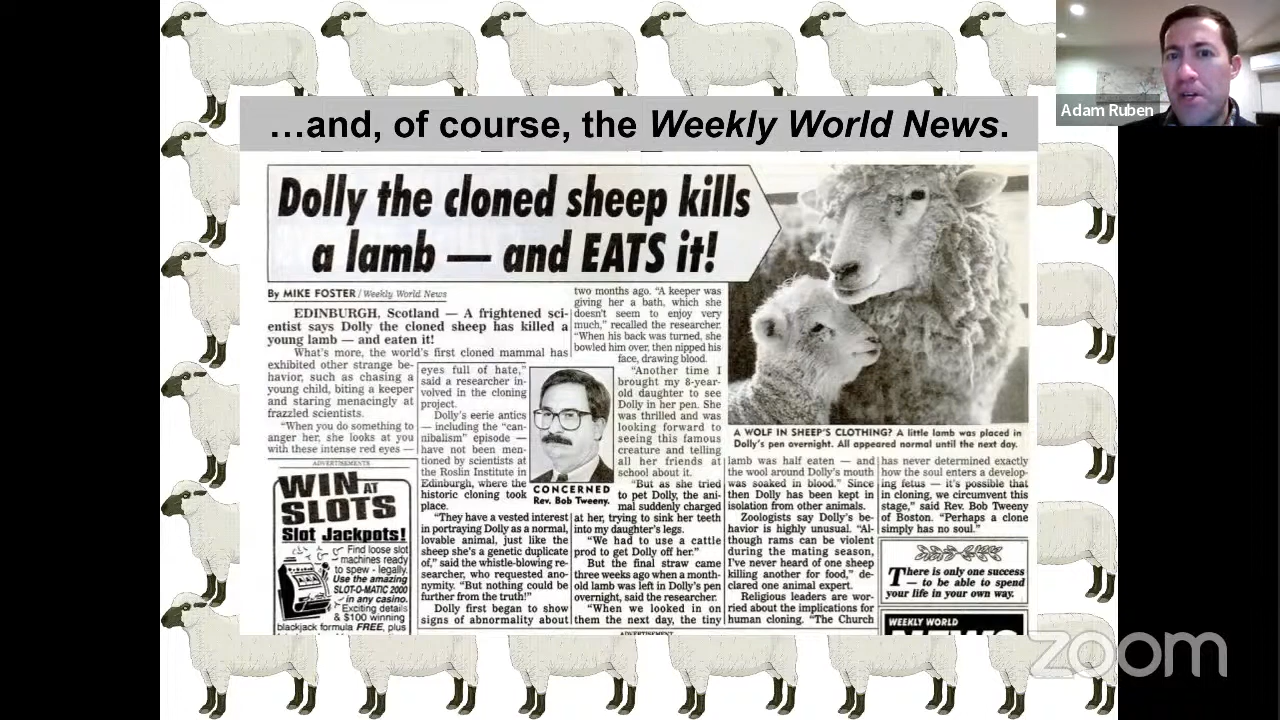 Adam Ruben
…and, of course, the Weekly World News.
Dolly the cloned sheep kills
a lamb — and EATS it!
By MIKE FOSTER / Weekly World News
EDINBURGH, Scotland — A frightened sci-
entist says Dolly the cloned sheep has killed a
young lamb — and eaten it!
What's more, the world's first cloned mammal has
exhibited other strange be-
havior, such as chasing a
young child, biting a keeper
and staring menacingly at
frazzled scientists.
"When you do something to
anger her, she looks at you
with these intense red eyes —
ADVERTISEMENTS
WIN AT
SLOTS
Slot Jackpots!
Find loose slot
machines ready
to spew - legally.
Use the amazing
SLOT-O-MATIC 2000
in any casino.
Exciting details
& $100 winning
blackjack formula FREE, plus
eyes full of hate,"
said a researcher in-
volved in the cloning
project.
Dolly's eerie antics
— including the "can-
nibalism" episode —
have not been men-
tioned by scientists at
the Roslin Institute in
Edinburgh, where the
historic cloning took
place.
"They have a vested interest
in portraying Dolly as a normal,
lovable animal, just like the
sheep she's a genetic duplicate
of," said the whistle-blowing re-
searcher, who requested ano-
nymity. "But nothing could be
further from the truth!"
Dolly first began to show
signs of abnormality about
CONCERNED
Rev. Bob Tweeny.
two months ago. "A keeper was
giving her a bath, which she
doesn't seem to enjoy very
much," recalled the researcher.
"When his back was turned, she
bowled him over, then nipped his
face, drawing blood.
"Another time I
brought my 8-year-
old daughter to see
Dolly in her pen. She
was thrilled and was
looking forward to
seeing this famous
creature and telling
all her friends at
school about it.
"But as she tried
to pet Dolly, the ani-
mal suddenly charged
at her, trying to sink her teeth
into my daughter's legs.
"We had to use a cattle
prod to get Dolly off her."
But the final straw came
three weeks ago when a month-
old lamb was left in Dolly's pen
overnight, said the researcher.
"When we looked in on
them the next day, the tiny
ADVERTISEMENT
A WOLF IN SHEEP'S CLOTHING? A little lamb was placed in
Dolly's pen overnight. All appeared normal until the next day.
lamb was half eaten — and
the wool around Dolly's mouth
was soaked in blood." Since
then Dolly has been kept in
isolation from other animals.
Zoologists say Dolly's be-
havior is highly unusual. "Al-
though rams can be violent
during the mating season,
I've never heard of one sheep
killing another for food," de-
clared one animal expert.
Religious leaders are wor-
ried about the implications for
human cloning. "The Church
has never determined exactly
how the soul enters a develop-
ing fetus — it's possible that
in cloning, we circumvent this
stage," said Rev. Bob Tweeny
of Boston. "Perhaps a clone
simply has no soul."
There is only one success
— to be able to spend
your life in your own way.
WEEKLY WORLD
NEWS
zoom